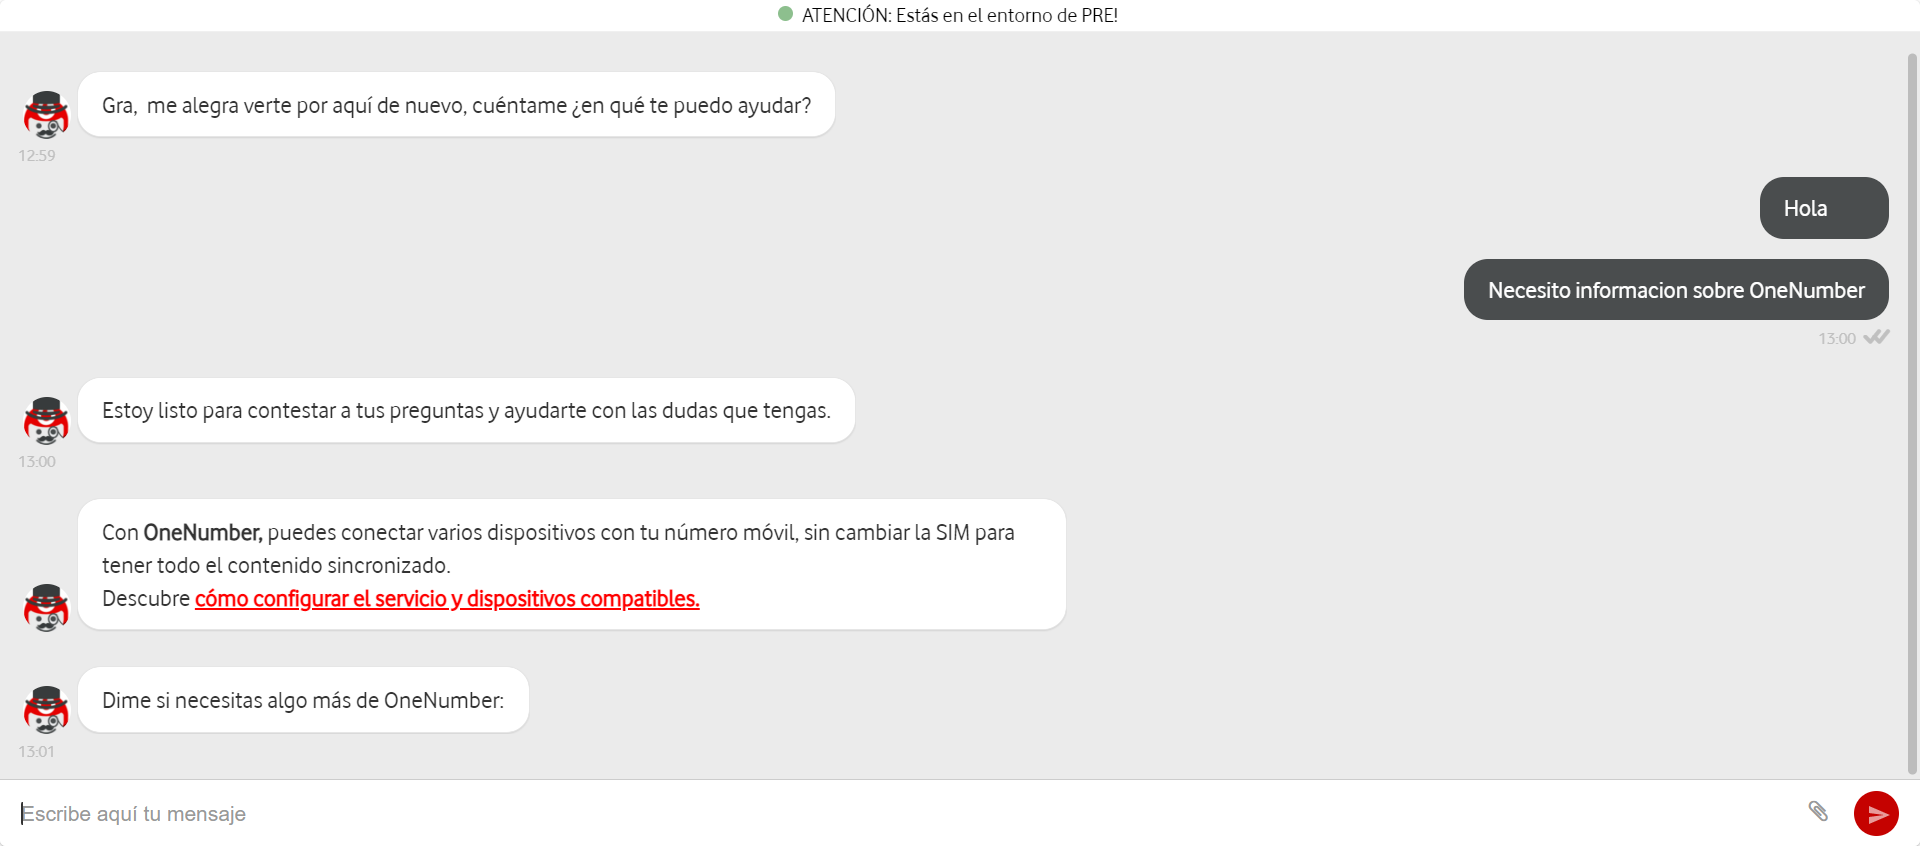 ATENCIÓN: Estás en el entorno de PRE!
Gra,  me alegra verte por aquí de nuevo, cuéntame ¿en qué te puedo ayudar?
12:59
Hola
Necesito informacion sobre OneNumber
13:00
Estoy listo para contestar a tus preguntas y ayudarte con las dudas que tengas.
13:00
Con OneNumber, puedes conectar varios dispositivos con tu número móvil, sin cambiar la SIM para
tener todo el contenido sincronizado.
Descubre cómo configurar el servicio y dispositivos compatibles.
Dime si necesitas algo más de OneNumber:
13:01
Escribe aquí tu mensaje